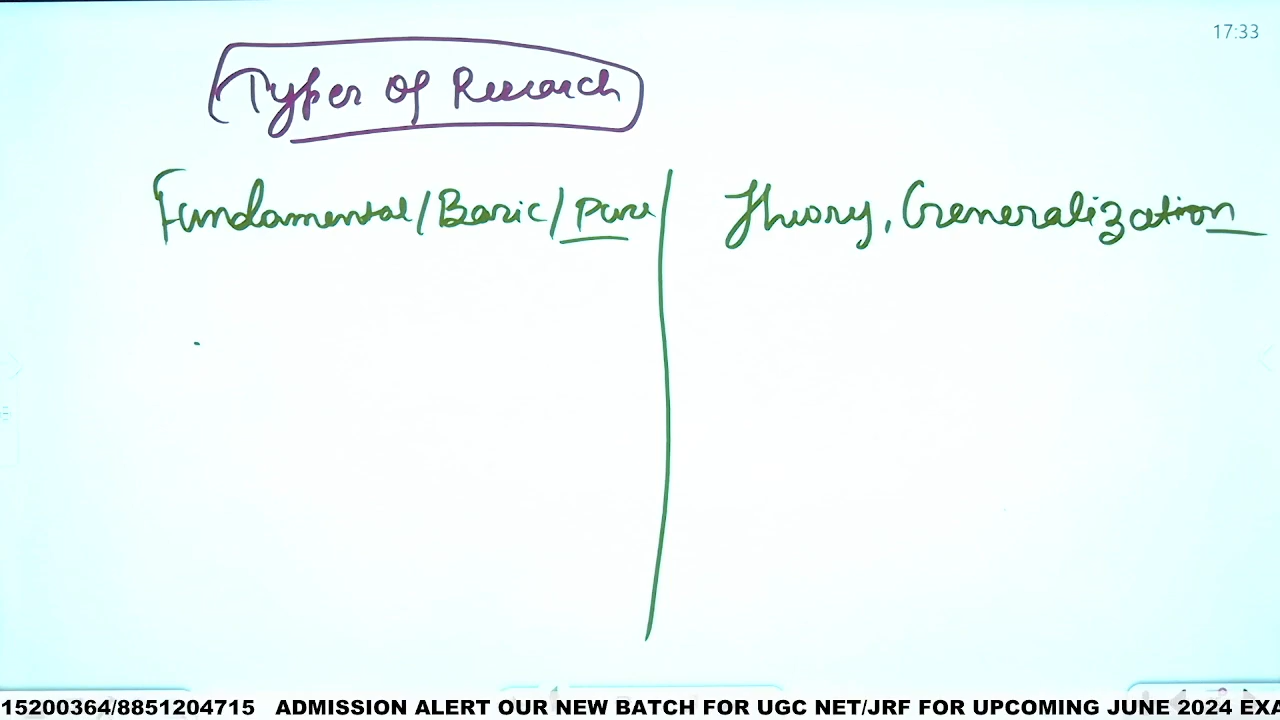 17:33
Types of Research
Fundamental/Basic/Pure
Theory, Generalization
15200364/8851204715 ADMISSION ALERT OUR NEW BATCH FOR UGC NET/JRF FOR UPCOMING JUNE 2024 EXA